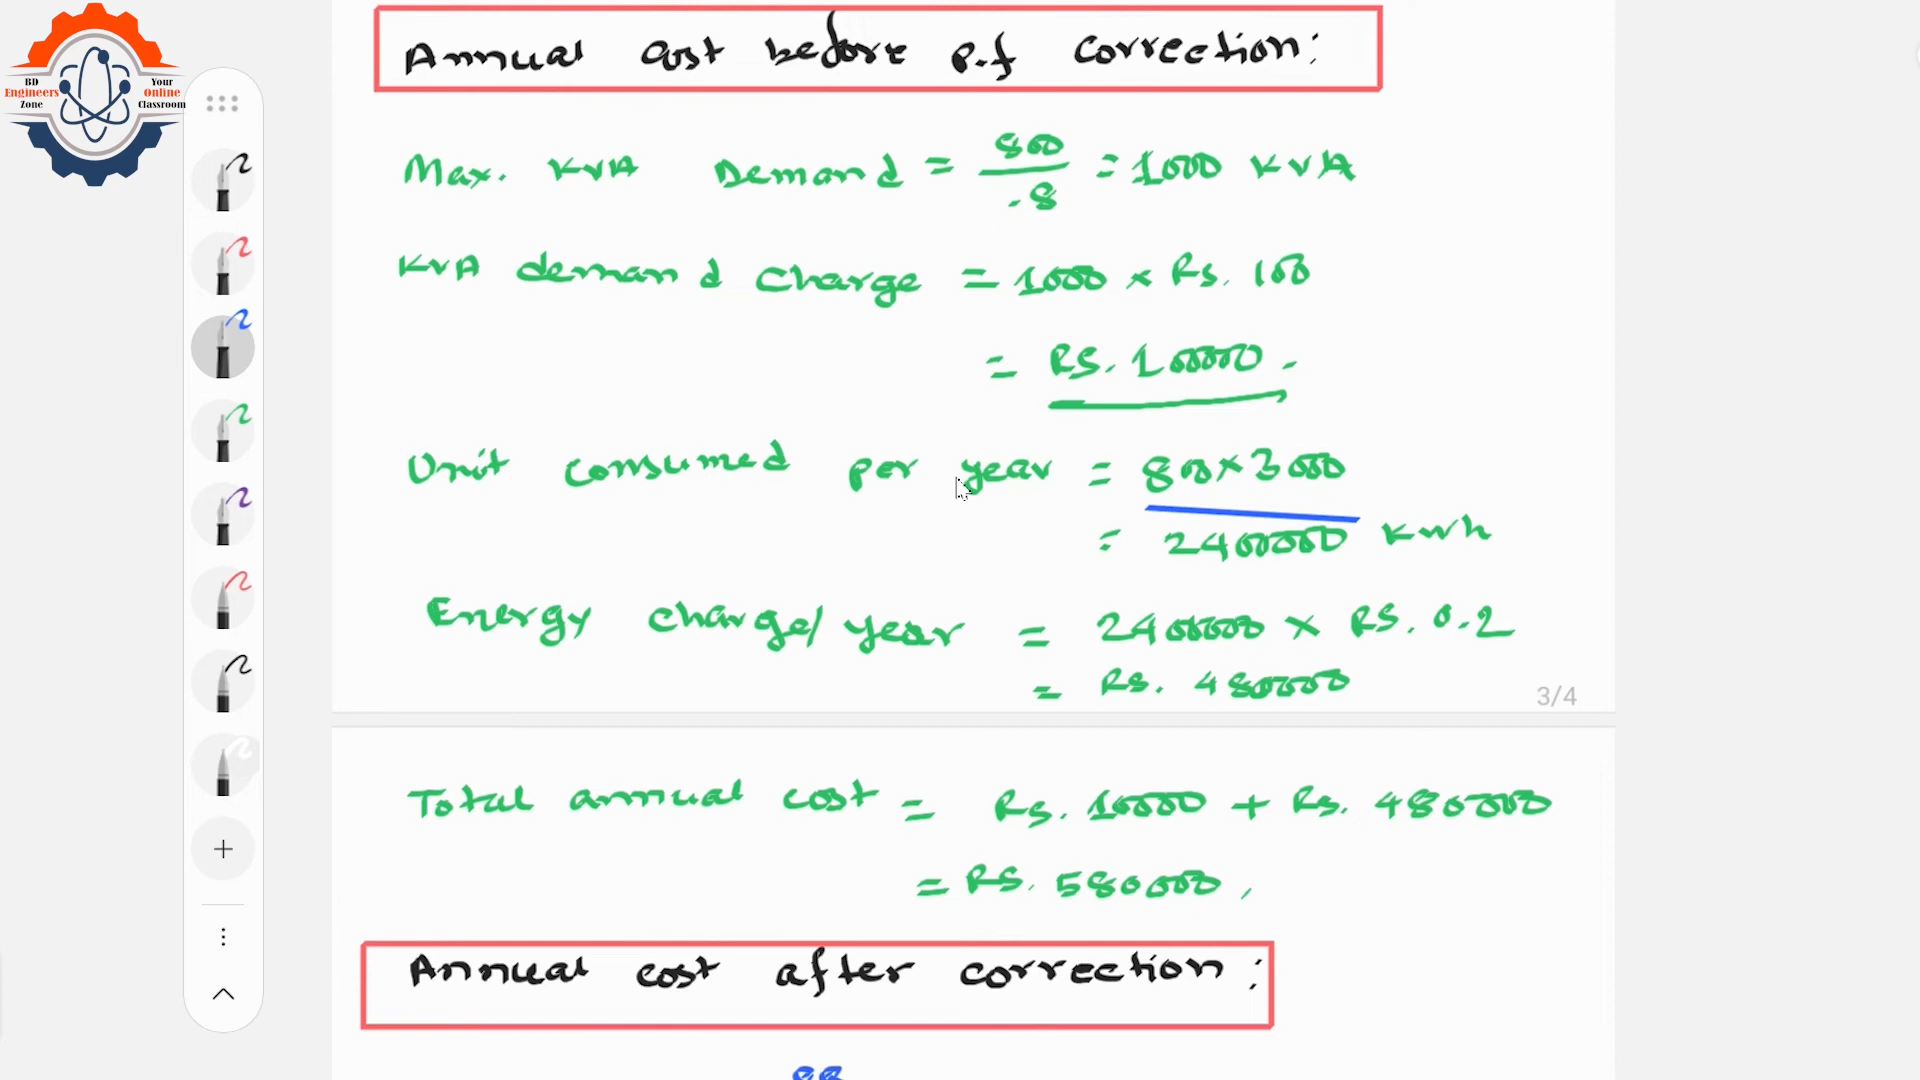 BD Engineers Zone
Your Online Classroom
Annual cost before p.f correction:
Max. KVA Demand = 800/.8 = 1000 KVA
KVA demand charge = 1000 × Rs. 100
= Rs. 100000.
Unit consumed per year = 800×3000
= 2400000 kwh
Energy charge/year = 2400000 × Rs. 0.2
= Rs. 480000
3/4
Total annual cost = Rs. 10000 + Rs. 480000
= Rs. 580000,
Annual cost after correction: